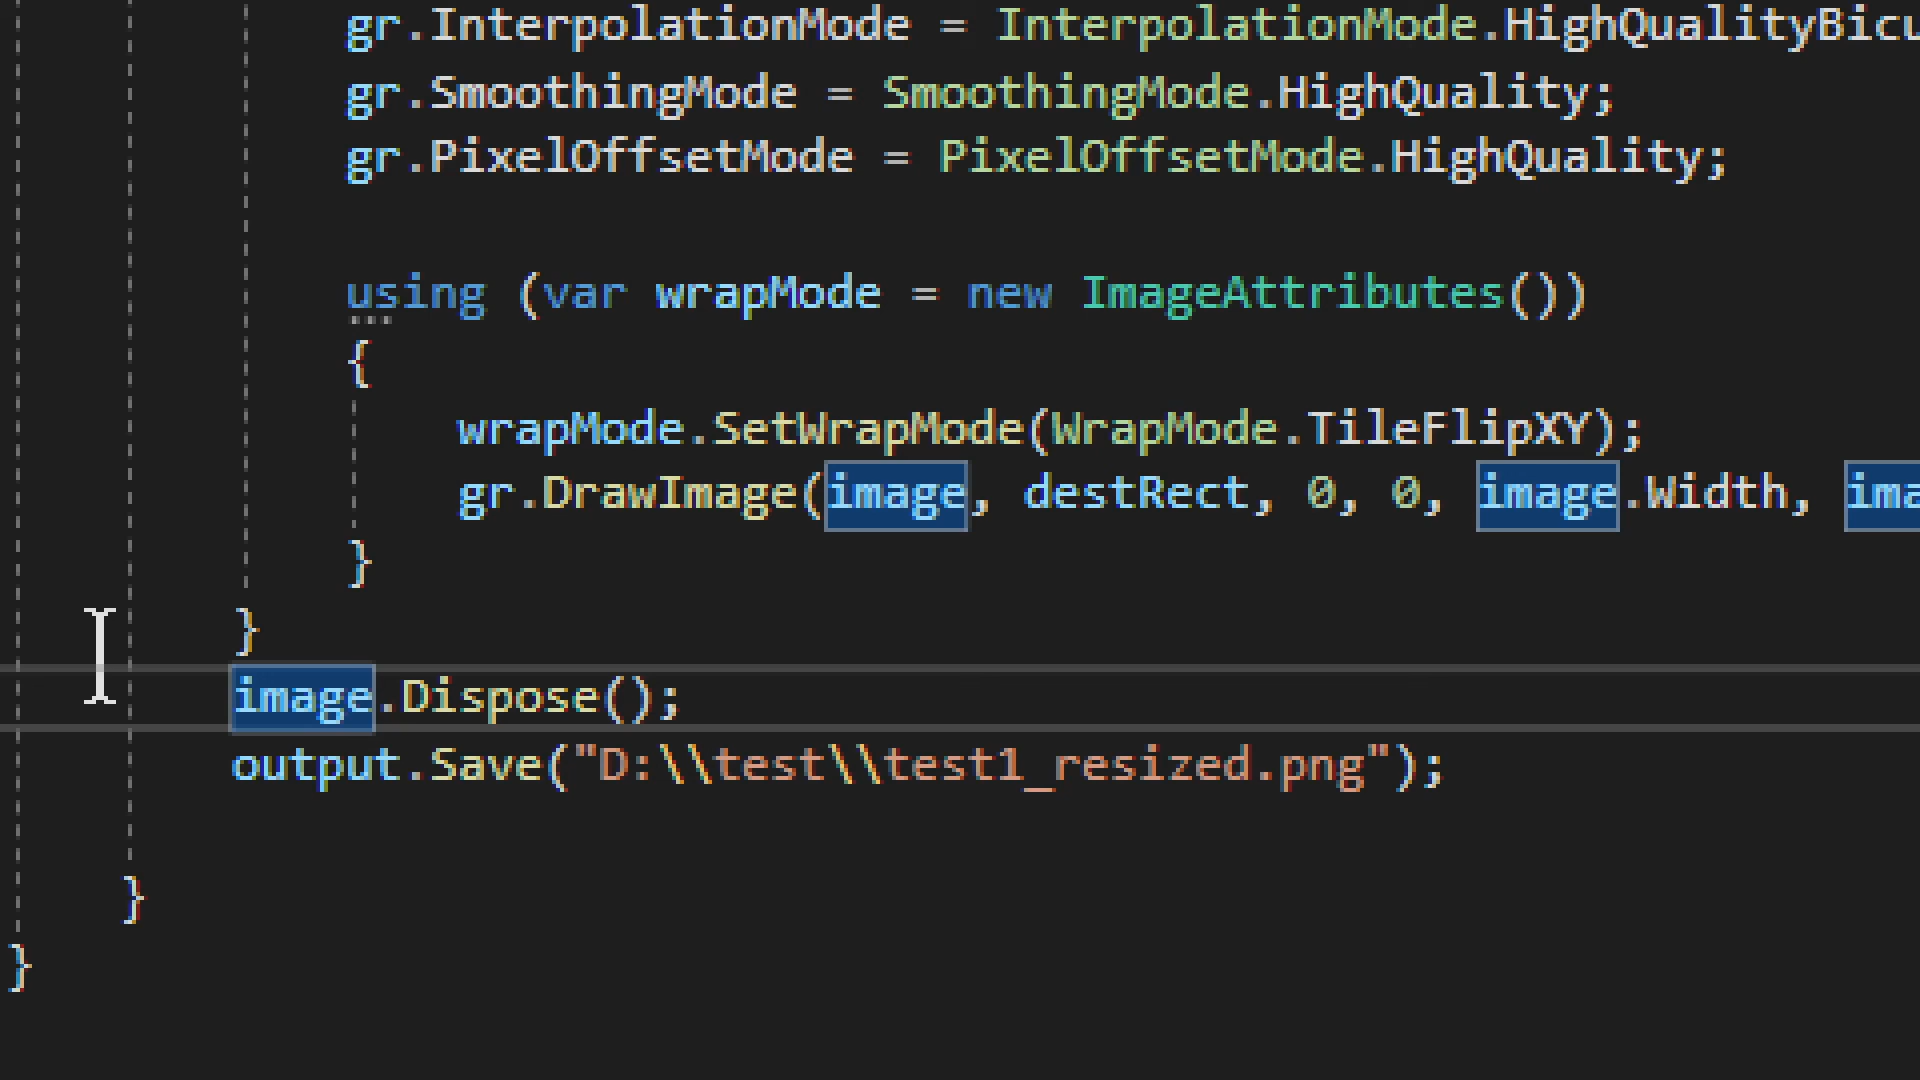 gr.InterpolationMode = InterpolationMode.HighQualityBicu
gr.SmoothingMode = SmoothingMode.HighQuality;
gr.PixelOffsetMode = PixelOffsetMode.HighQuality;
using (var wrapMode = new ImageAttributes())
{
wrapMode.SetWrapMode(WrapMode.TileFlipXY);
gr.DrawImage(image, destRect, 0, 0, image.Width, ima
}
}
image.Dispose();
output.Save("D:\\test\\test1_resized.png");
}
}